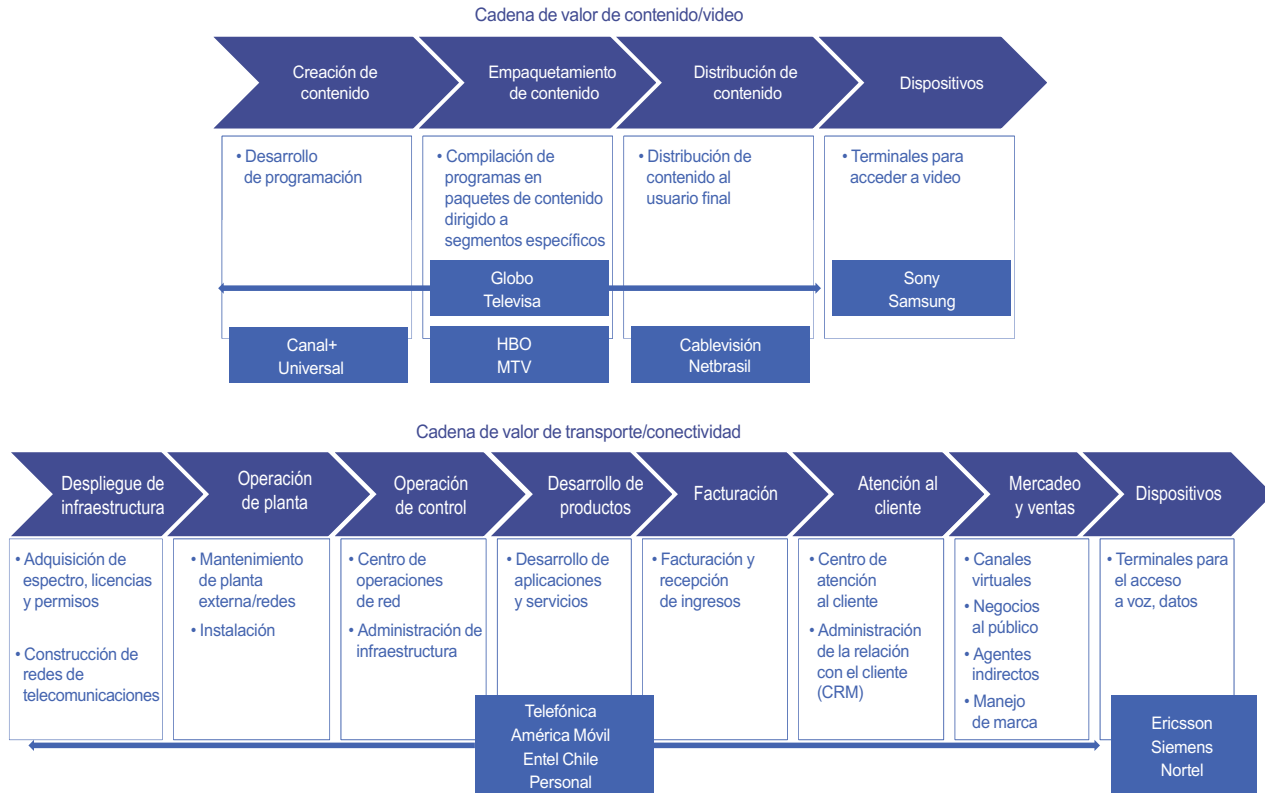 Cadena de valor de contenido/video
Creación de
contenido
Empaquetamiento
de contenido
Distribución de
contenido
Dispositivos
• Desarrollo
de programación
• Compilación de
programas en
paquetes de contenido
dirigido a
segmentos específicos
• Distribución de
contenido al
usuario final
• Terminales para
acceder a video
Globo
Televisa
Sony
Samsung
Canal+
Universal
HBO
MTV
Cablevisión
Netbrasil
Cadena de valor de transporte/conectividad
Despliegue de
infraestructura
Operación
de planta
Operación
de control
Desarrollo de
productos
Facturación
Atención al
cliente
Mercadeo
y ventas
Dispositivos
• Adquisición de
espectro, licencias
y permisos
• Construcción de
redes de
telecomunicaciones
• Mantenimiento
de planta
externa/redes
• Instalación
• Centro de
operaciones
de red
• Administración de
infraestructura
• Desarrollo de
aplicaciones
y servicios
• Facturación y
recepción
de ingresos
• Centro de
atención
al cliente
• Administración
de la relación
con el cliente
(CRM)
• Canales
virtuales
• Negocios
al público
• Agentes
indirectos
• Manejo
de marca
• Terminales para
el acceso
a voz, datos
Telefónica
América Móvil
Entel Chile
Personal
Ericsson
Siemens
Nortel